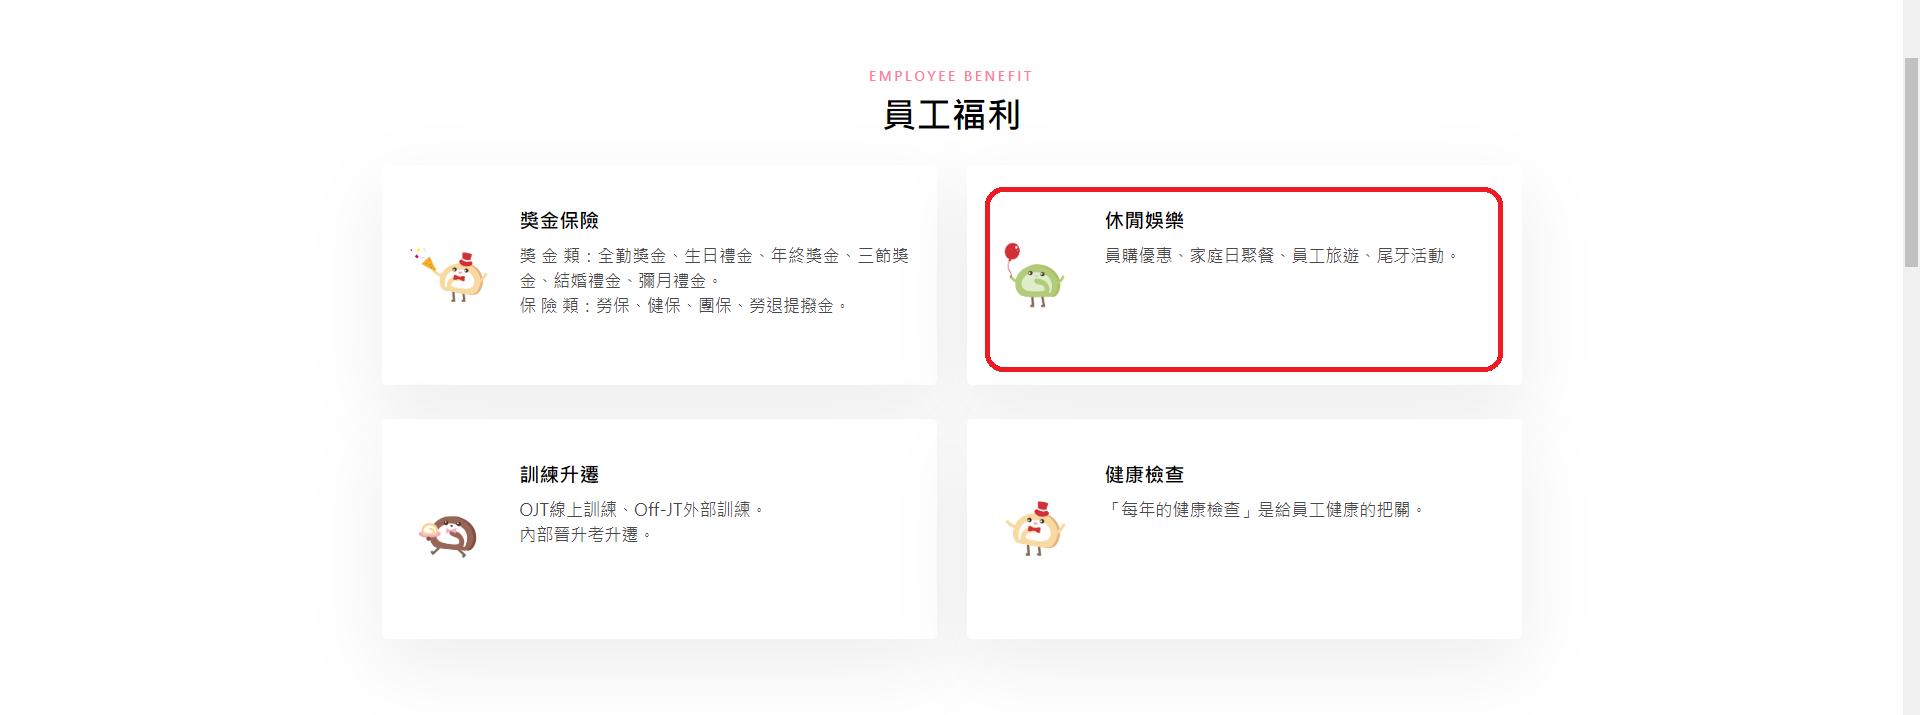 EMPLOYEE BENEFIT
員工福利
獎金保險
獎 金 類：全勤獎金、生日禮金、年終獎金、三節獎
金、結婚禮金、彌月禮金。
保 險 類：勞保、健保、團保、勞退提撥金。
休閒娛樂
員購優惠、家庭日聚餐、員工旅遊、尾牙活動。
訓練升遷
OJT線上訓練、Off-JT外部訓練。
內部晉升考升遷。
健康檢查
「每年的健康檢查」是給員工健康的把關。